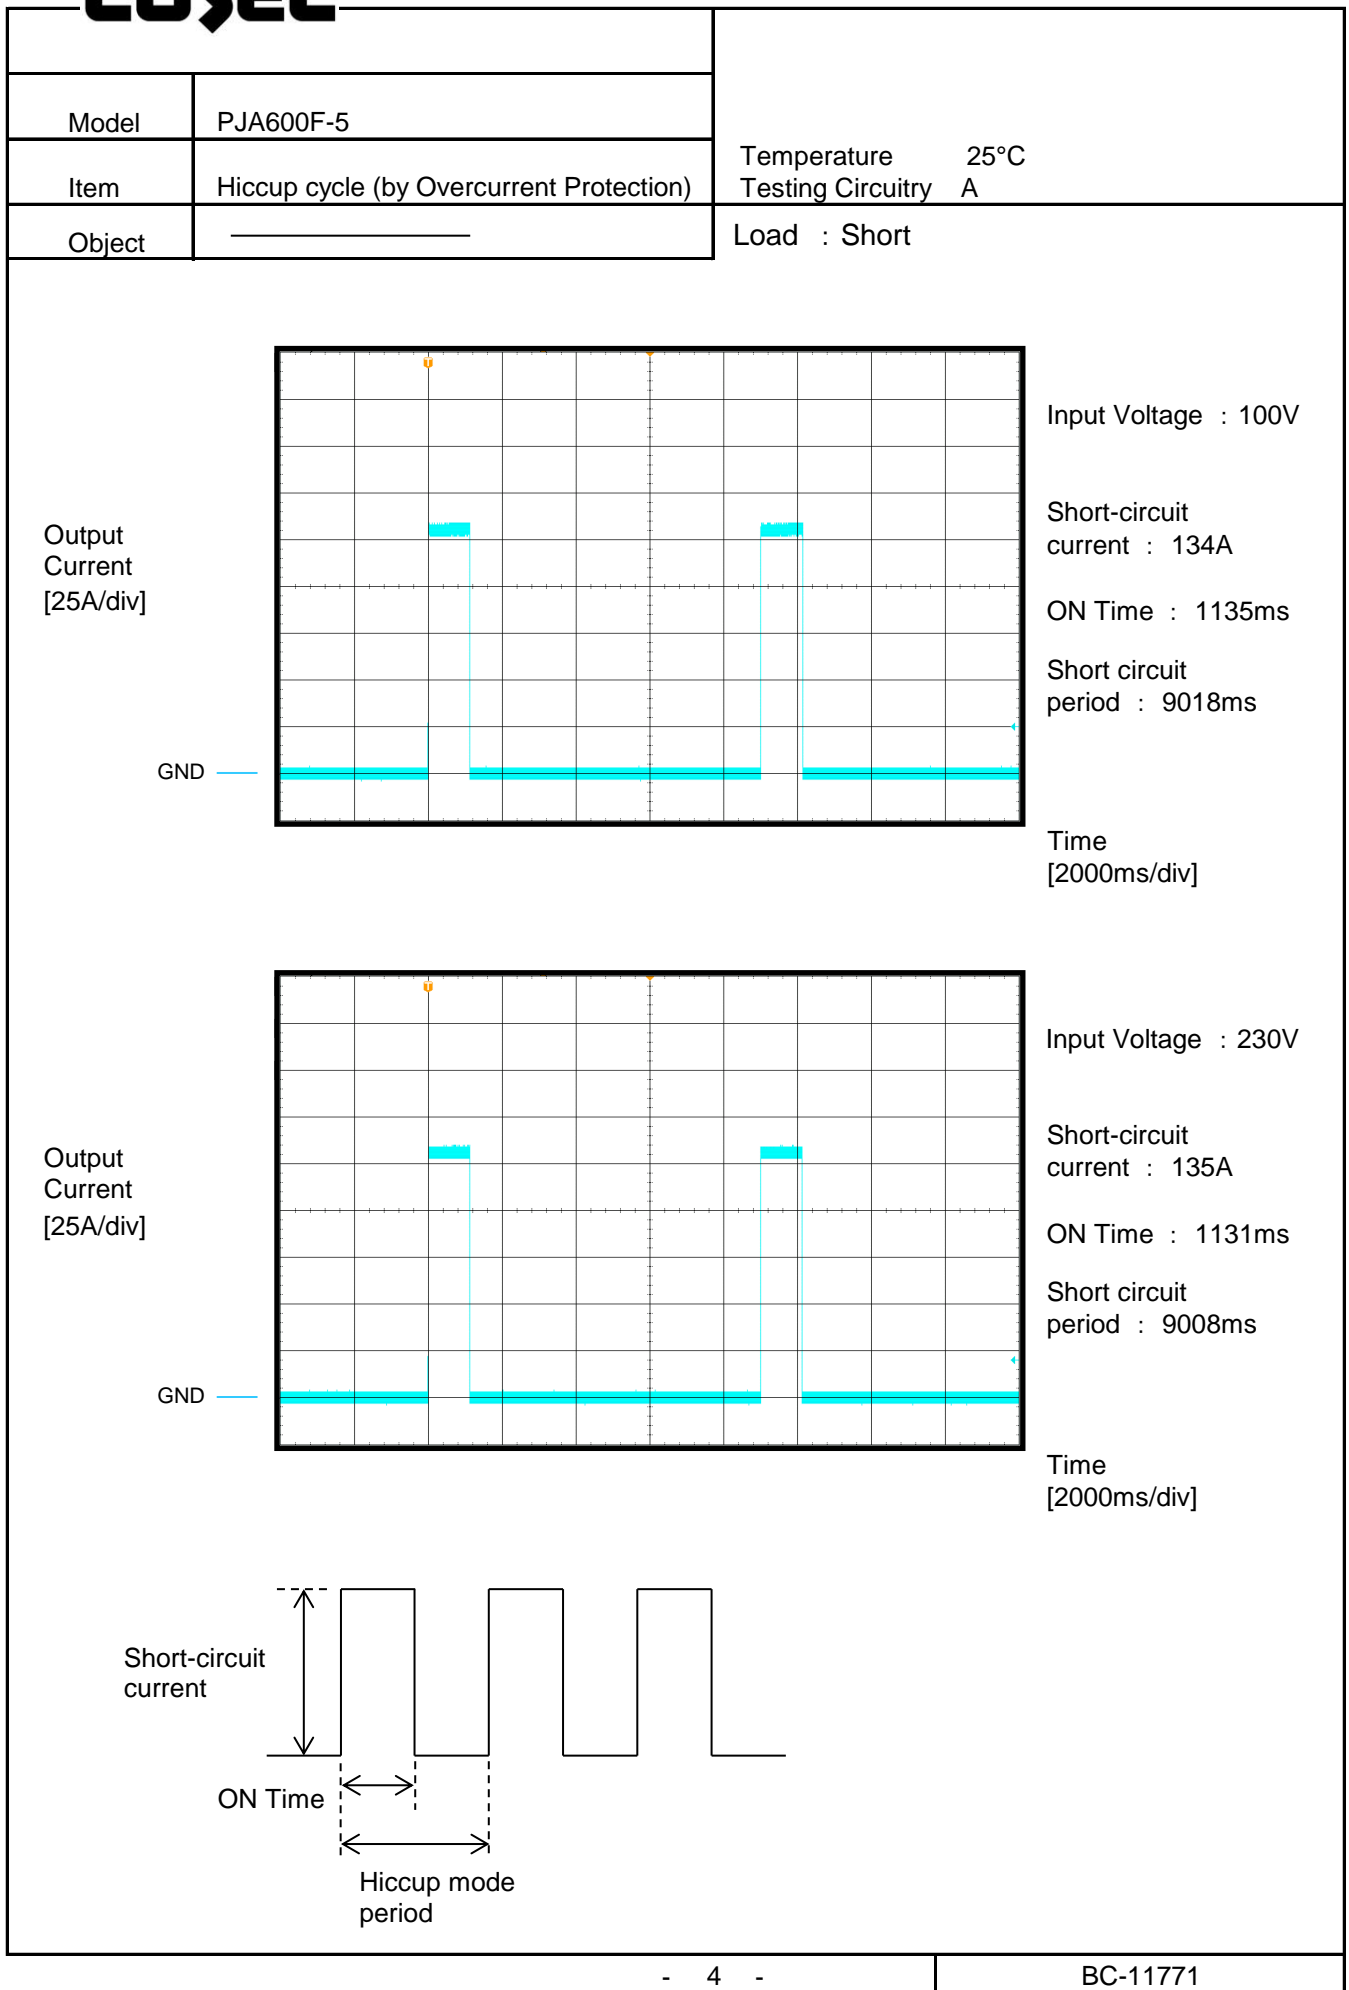 COSEL
Model PJA600F-5
Temperature 25°C
Item Hiccup cycle (by Overcurrent Protection) Testing Circuitry A
Object Load : Short
T
Input Voltage : 100V
Output
Current
[25A/div]
Short-circuit
current : 134A
ON Time : 1135ms
Short circuit
period : 9018ms
GND
Time
[2000ms/div]
T
Input Voltage : 230V
Output
Current
[25A/div]
Short-circuit
current : 135A
ON Time : 1131ms
Short circuit
period : 9008ms
GND
Time
[2000ms/div]
Short-circuit
current
ON Time
Hiccup mode
period
- 4 - BC-11771